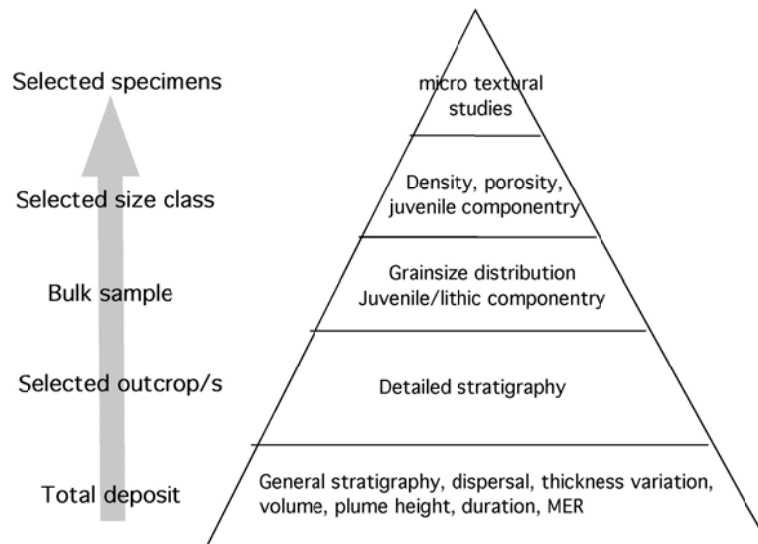 Selected specimens
micro textural
studies
Selected size class
Density, porosity,
juvenile componentry
Bulk sample
Grainsize distribution
Juvenile/lithic componentry
Selected outcrop/s
Detailed stratigraphy
Total deposit
General stratigraphy, dispersal, thickness variation,
volume, plume height, duration, MER